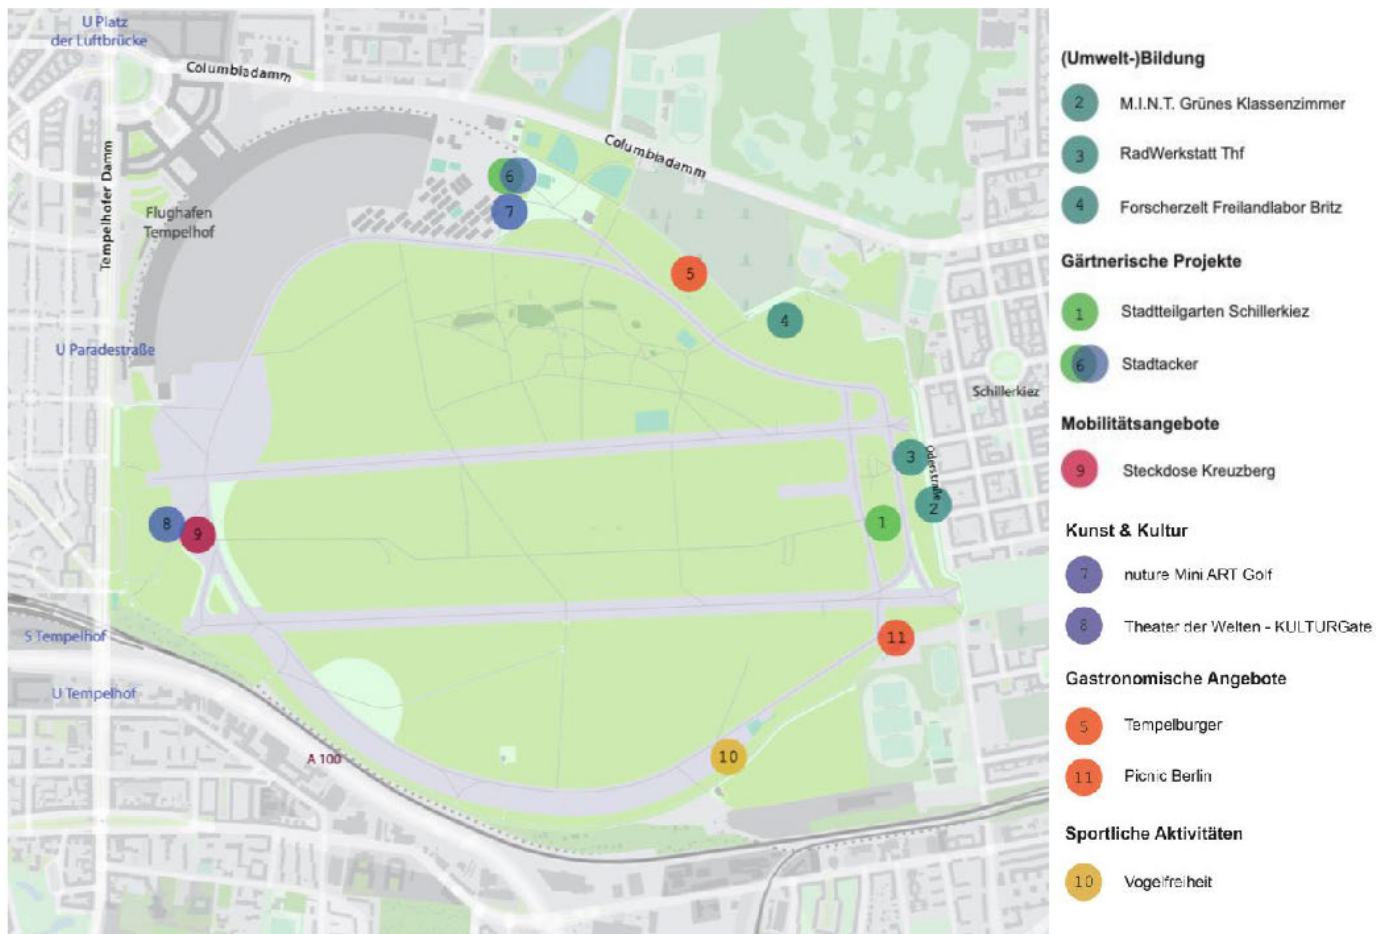 U Platz
der Luftbrücke
Columbiadamm
Columbiadamm
Tempelhofer Damm
Flughafen
Tempelhof
6
7
5
4
U Paradestraße
Schillerkiez
3
Oderstraße
2
1
8
9
S Tempelhof
11
U Tempelhof
A 100
10
(Umwelt-)Bildung
2 M.I.N.T. Grünes Klassenzimmer
3 RadWerkstatt Thf
4 Forscherzelt Freilandlabor Britz
Gärtnerische Projekte
1 Stadtteilgarten Schillerkiez
6 Stadtacker
Mobilitätsangebote
9 Steckdose Kreuzberg
Kunst & Kultur
7 nuture Mini ART Golf
8 Theater der Welten - KULTURGate
Gastronomische Angebote
5 Tempelburger
11 Picnic Berlin
Sportliche Aktivitäten
10 Vogelfreiheit